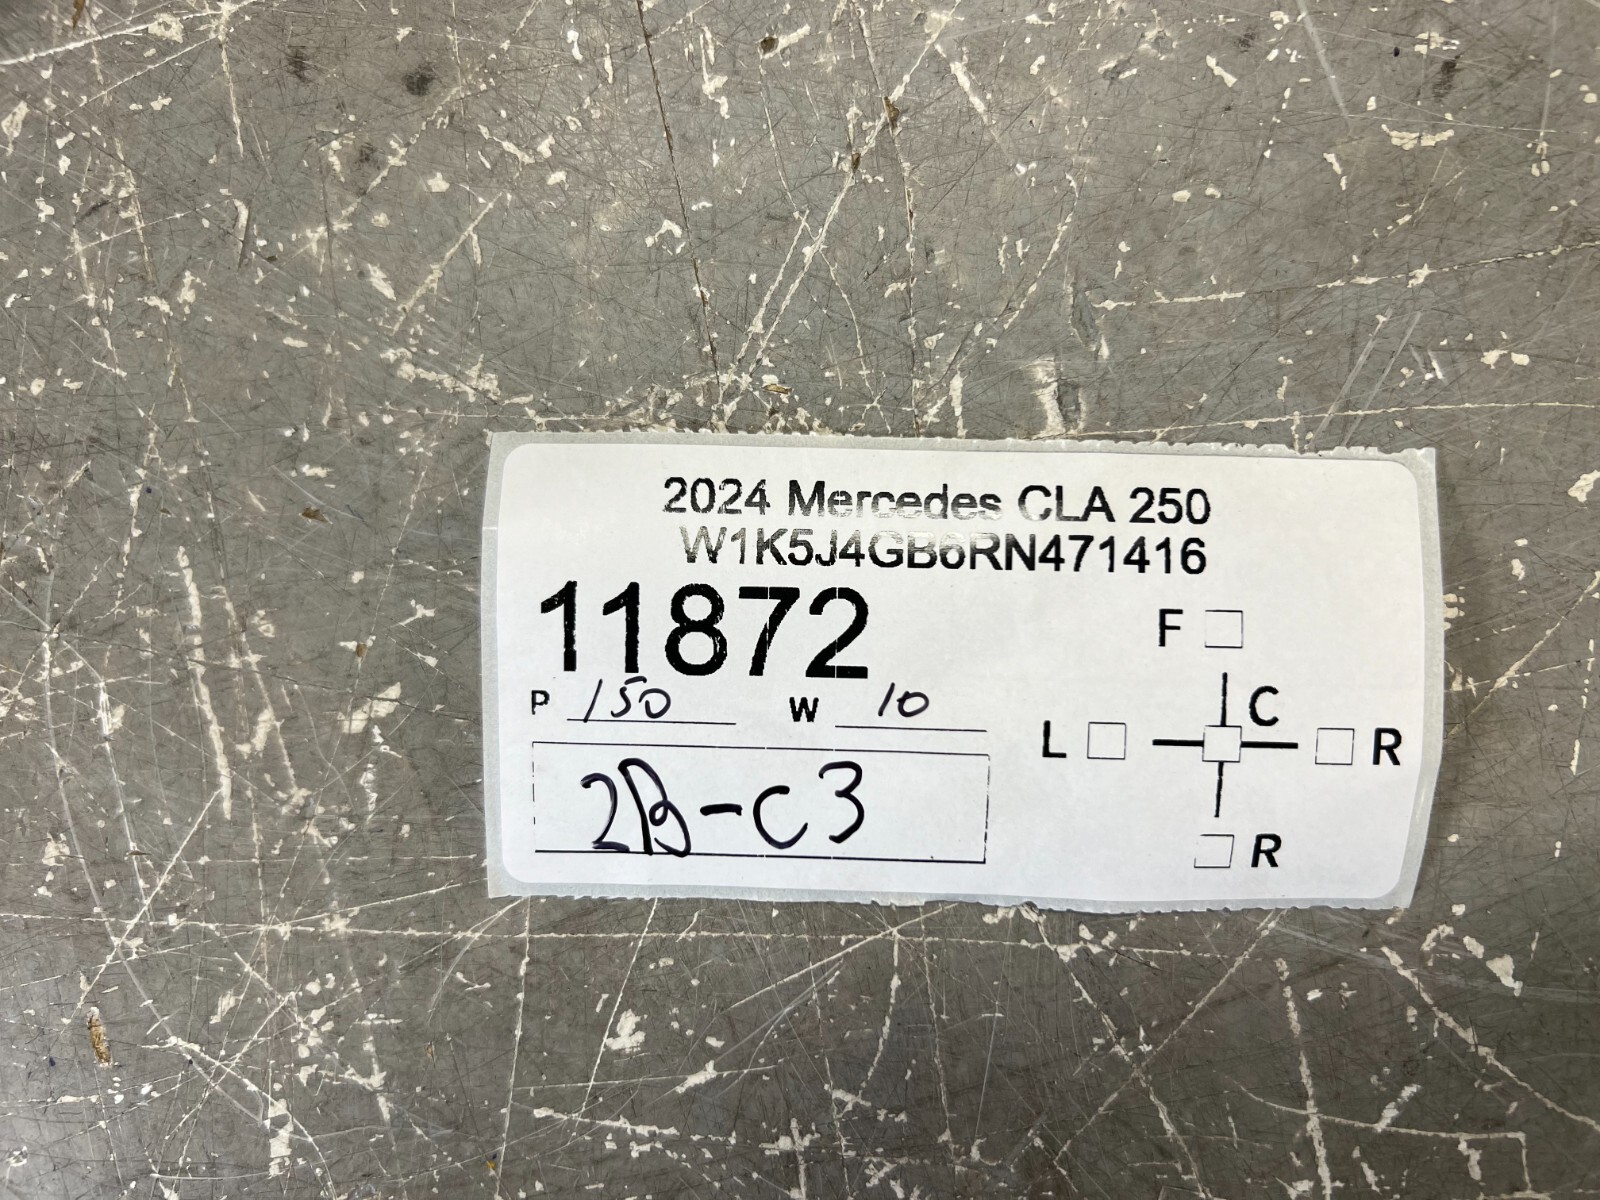 2024 Mercedes CLA 250
W1K5J4GB6RN471416
11872
P 150 W 10
2B-C3
F
C
L R
R